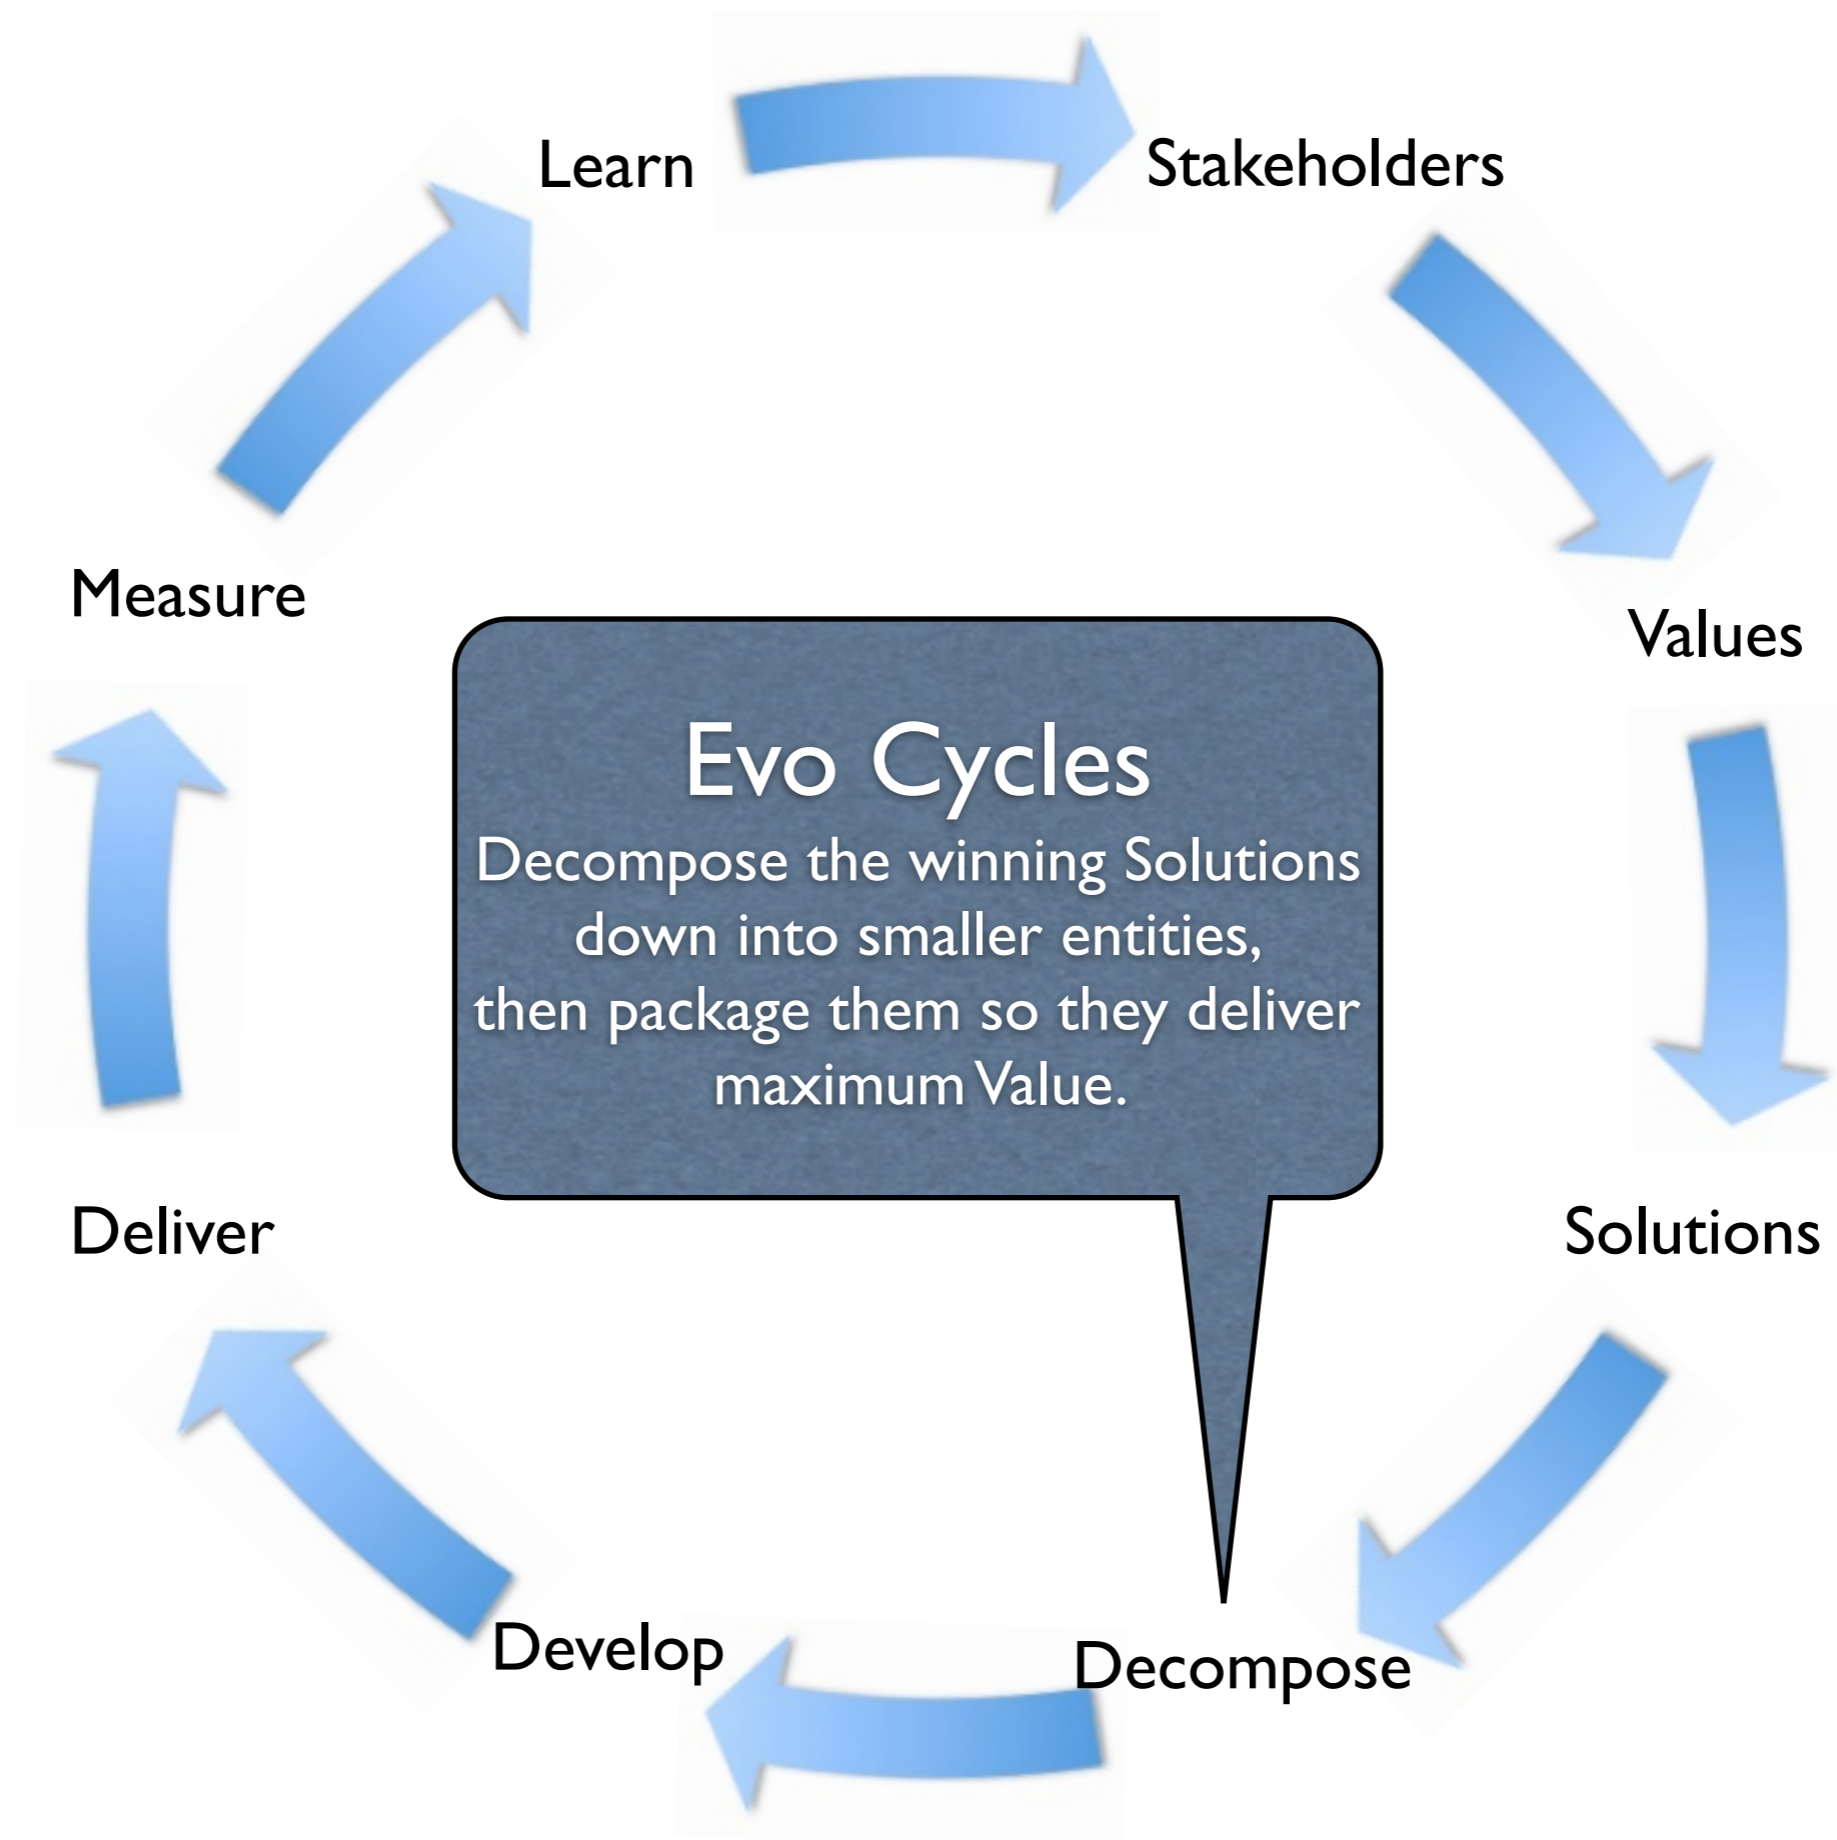 Learn
Stakeholders
Measure
Values
Evo Cycles
Decompose the winning Solutions
down into smaller entities,
then package them so they deliver
maximum Value.
Deliver
Solutions
Develop
Decompose